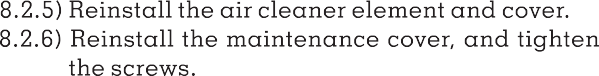 8.2.5) Reinstall the air cleaner element and cover.
8.2.6) Reinstall the maintenance cover, and tighten
the screws.